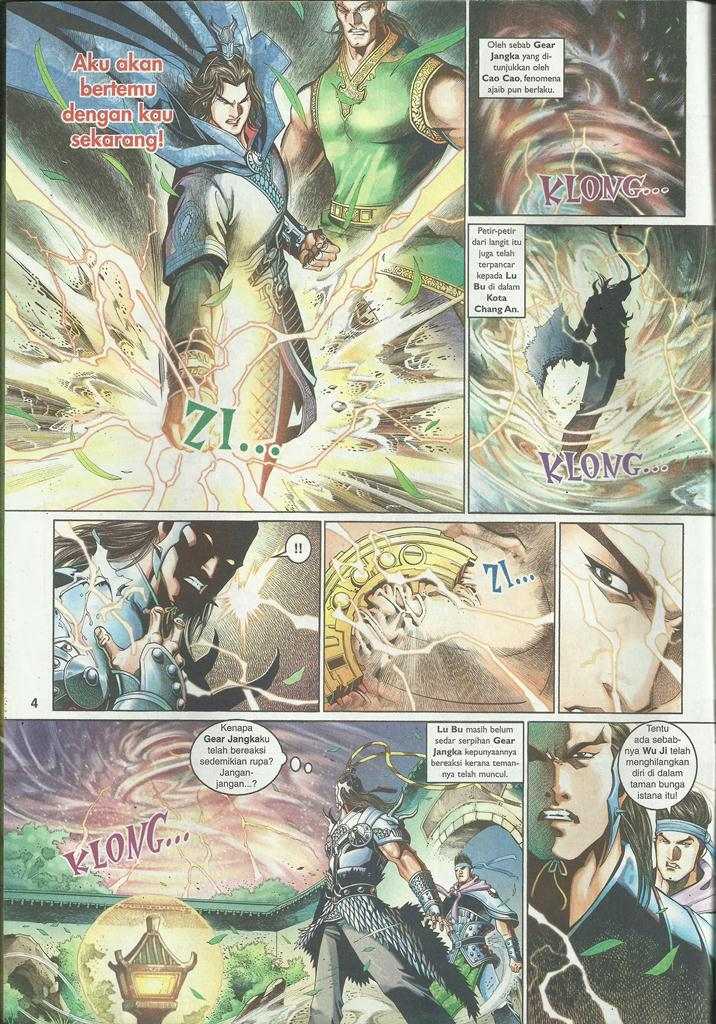 Aku akan
bertemu
dengan kau
sekarang!
ZI...
Oleh sebab Gear
Jangka yang di-
tunjukkan oleh
Cao Cao, fenomena
ajaib pun berlaku.
KLONG...
Petir-petir
dari langit itu
juga telah
terpancar
kepada Lu
Bu di dalam
Kota
Chang An.
KLONG...
!!
ZI...
4
Kenapa
Gear Jangkaku
telah bereaksi
sedemikian rupa?
Jangan-
jangan...?
KLONG...
Lu Bu masih belum
sedar serpihan Gear
Jangka kepunyaannya
bereaksi kerana teman-
nya telah muncul.
Tentu
ada sebab-
nya Wu Ji telah
menghilangkan
diri di dalam
taman bunga
istana itu!